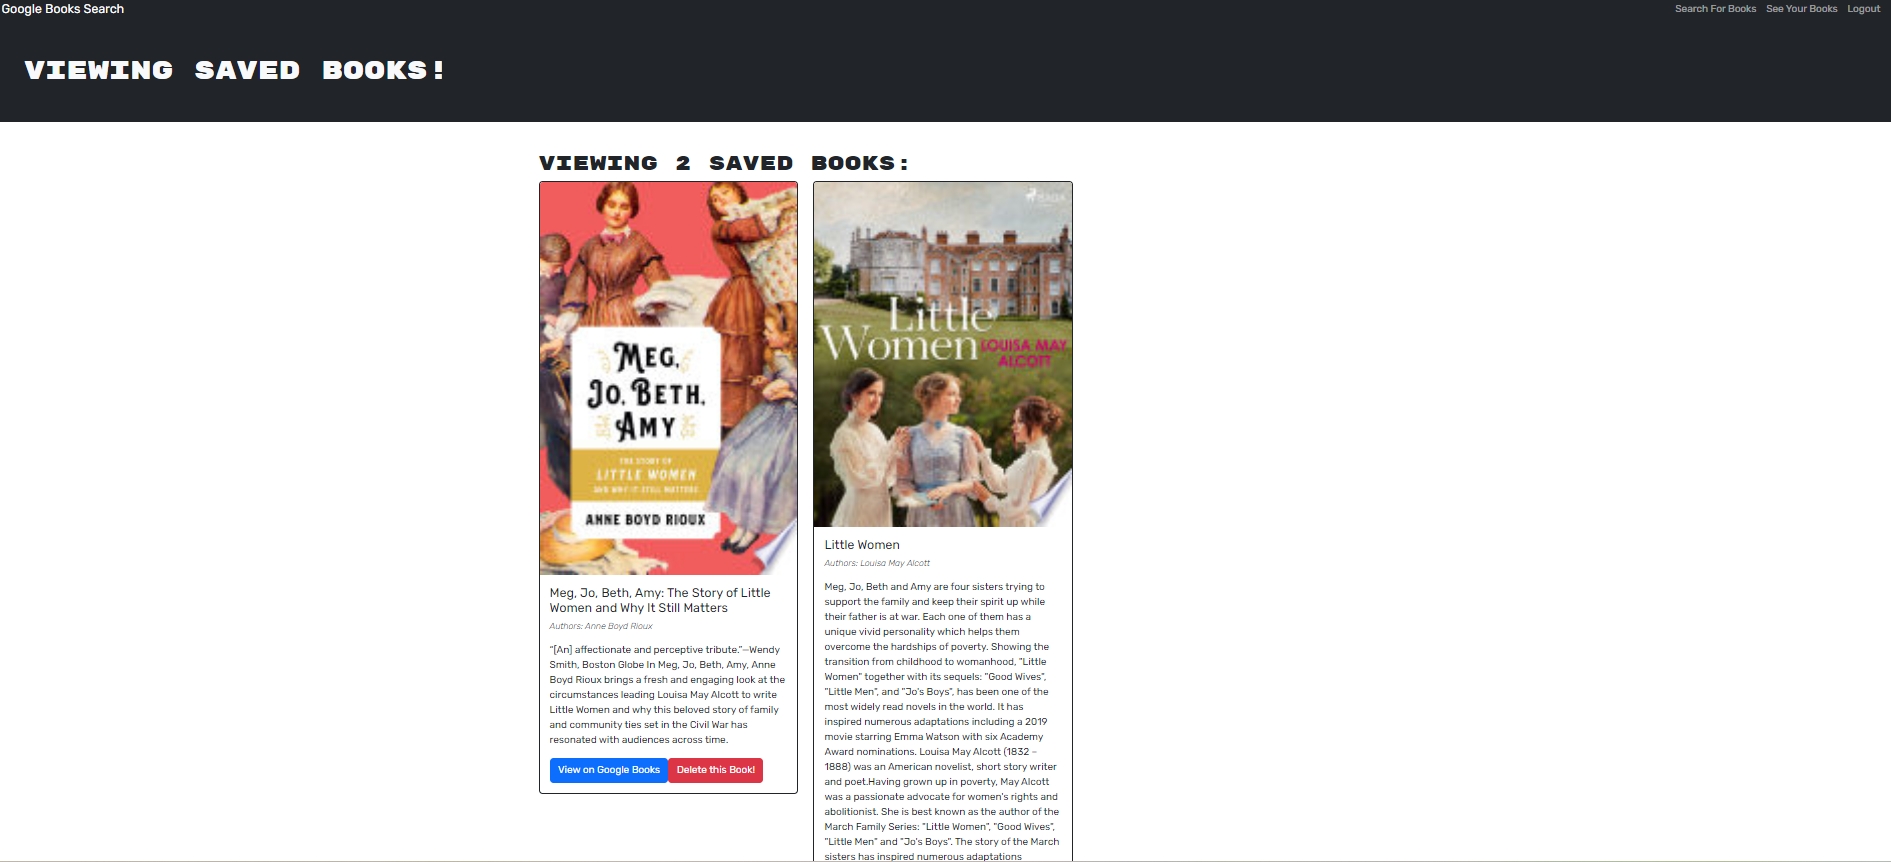 Google Books Search
Search For Books See Your Books Logout
VIEWING SAVED BOOKS!
VIEWING 2 SAVED BOOKS:
MEG,
JO, BETH,
AMY
THE STORY OF
LITTLE WOMEN
AND WHY IT STILL MATTERS
ANNE BOYD RIOUX
Meg, Jo, Beth, Amy: The Story of Little
Women and Why It Still Matters
Authors: Anne Boyd Rioux
“[An] affectionate and perceptive tribute.”—Wendy
Smith, Boston Globe In Meg, Jo, Beth, Amy, Anne
Boyd Rioux brings a fresh and engaging look at the
circumstances leading Louisa May Alcott to write
Little Women and why this beloved story of family
and community ties set in the Civil War has
resonated with audiences across time.
View on Google Books Delete this Book!
SAGA
Little
Women
LOUISA MAY
ALCOTT
Little Women
Authors: Louisa May Alcott
Meg, Jo, Beth and Amy are four sisters trying to
support the family and keep their spirit up while
their father is at war. Each one of them has a
unique vivid personality which helps them
overcome the hardships of poverty. Showing the
transition from childhood to womanhood, "Little
Women" together with its sequels: "Good Wives",
"Little Men", and "Jo's Boys", has been one of the
most widely read novels in the world. It has
inspired numerous adaptations including a 2019
movie starring Emma Watson with six Academy
Award nominations. Louisa May Alcott (1832 –
1888) was an American novelist, short story writer
and poet.Having grown up in poverty, May Alcott
was a passionate advocate for women's rights and
abolitionist. She is best known as the author of the
March Family Series: "Little Women", "Good Wives",
"Little Men" and "Jo's Boys". The story of the March
sisters has inspired numerous adaptations